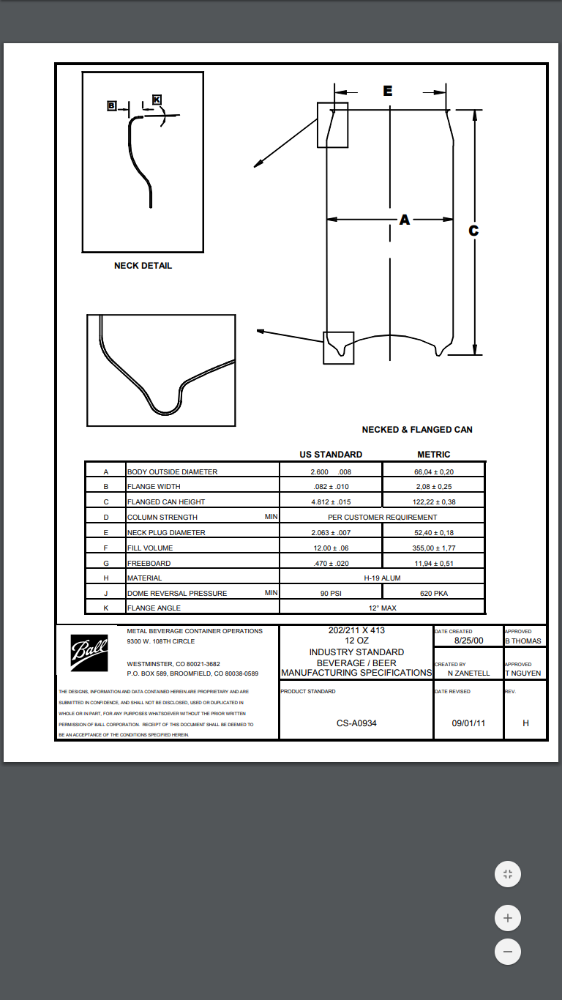 B
K
E
A
C
NECK DETAIL
NECKED & FLANGED CAN
US STANDARD METRIC
A BODY OUTSIDE DIAMETER 2.600 .008 66,04 ± 0,20
B FLANGE WIDTH .082 ± .010 2,08 ± 0,25
C FLANGED CAN HEIGHT 4.812 ± .015 122,22 ± 0,38
D COLUMN STRENGTH MIN PER CUSTOMER REQUIREMENT
E NECK PLUG DIAMETER 2.063 ± .007 52,40 ± 0,18
F FILL VOLUME 12.00 ± .06 355,00 ± 1,77
G FREEBOARD .470 ± .020 11,94 ± 0,51
H MATERIAL H-19 ALUM
J DOME REVERSAL PRESSURE MIN 90 PSI 620 PKA
K FLANGE ANGLE 12° MAX
Ball
METAL BEVERAGE CONTAINER OPERATIONS
9300 W. 108TH CIRCLE
WESTMINSTER, CO 80021-3682
P.O. BOX 589, BROOMFIELD, CO 80038-0589
THE DESIGNS, INFORMATION AND DATA CONTAINED HEREIN ARE PROPRIETARY AND ARE
SUBMITTED IN CONFIDENCE, AND SHALL NOT BE DISCLOSED, USED OR DUPLICATED IN
WHOLE OR IN PART, FOR ANY PURPOSES WHATSOEVER WITHOUT THE PRIOR WRITTEN
PERMISSION OF BALL CORPORATION. RECEIPT OF THIS DOCUMENT SHALL BE DEEMED TO
BE AN ACCEPTANCE OF THE CONDITIONS SPECIFIED HEREIN.
202/211 X 413
12 OZ
INDUSTRY STANDARD
BEVERAGE / BEER
MANUFACTURING SPECIFICATIONS
PRODUCT STANDARD
CS-A0934
DATE CREATED
8/25/00
APPROVED
B THOMAS
CREATED BY
N ZANETELL
APPROVED
T NGUYEN
DATE REVISED
09/01/11
REV.
H